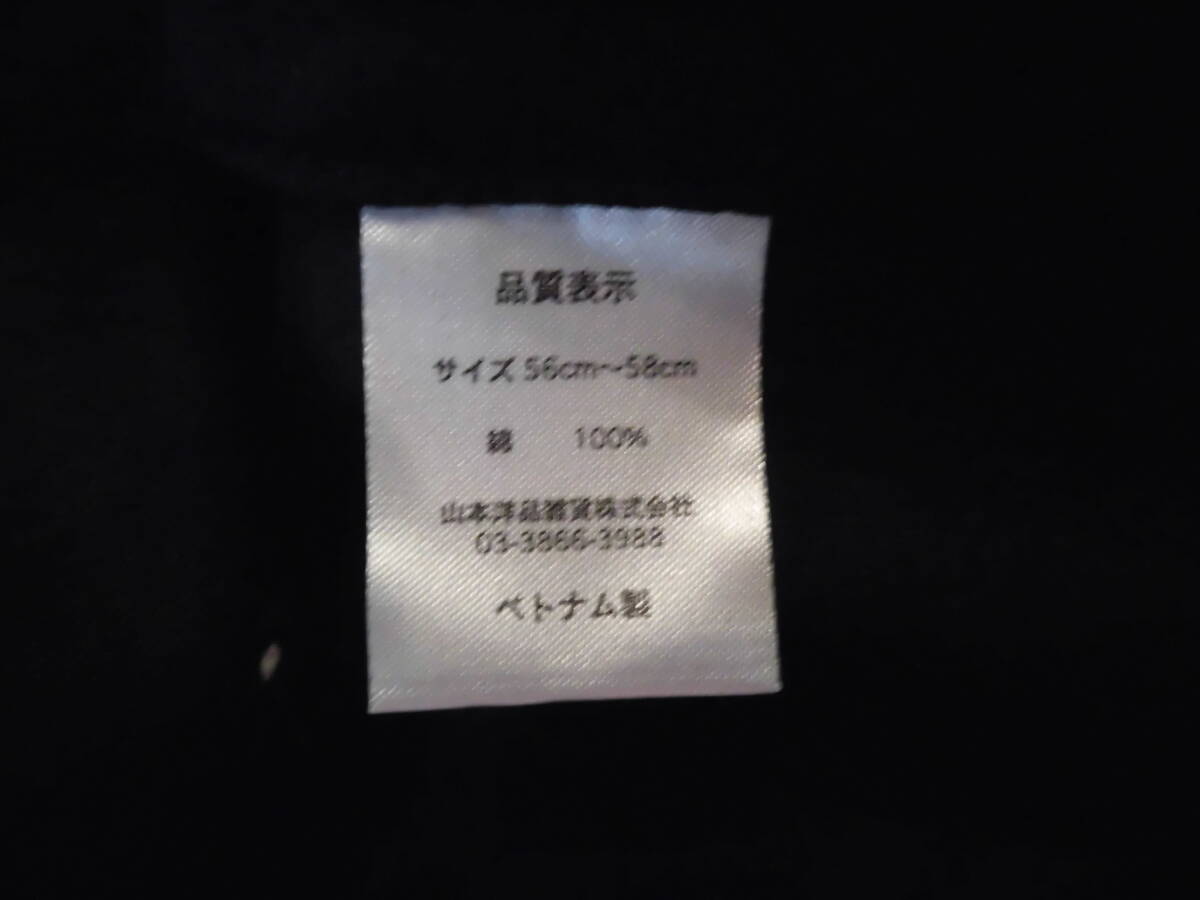 品質表示
サイズ 56cm～58cm
綿 100%
山本洋品雑貨株式会社
03-3866-3988
ベトナム製